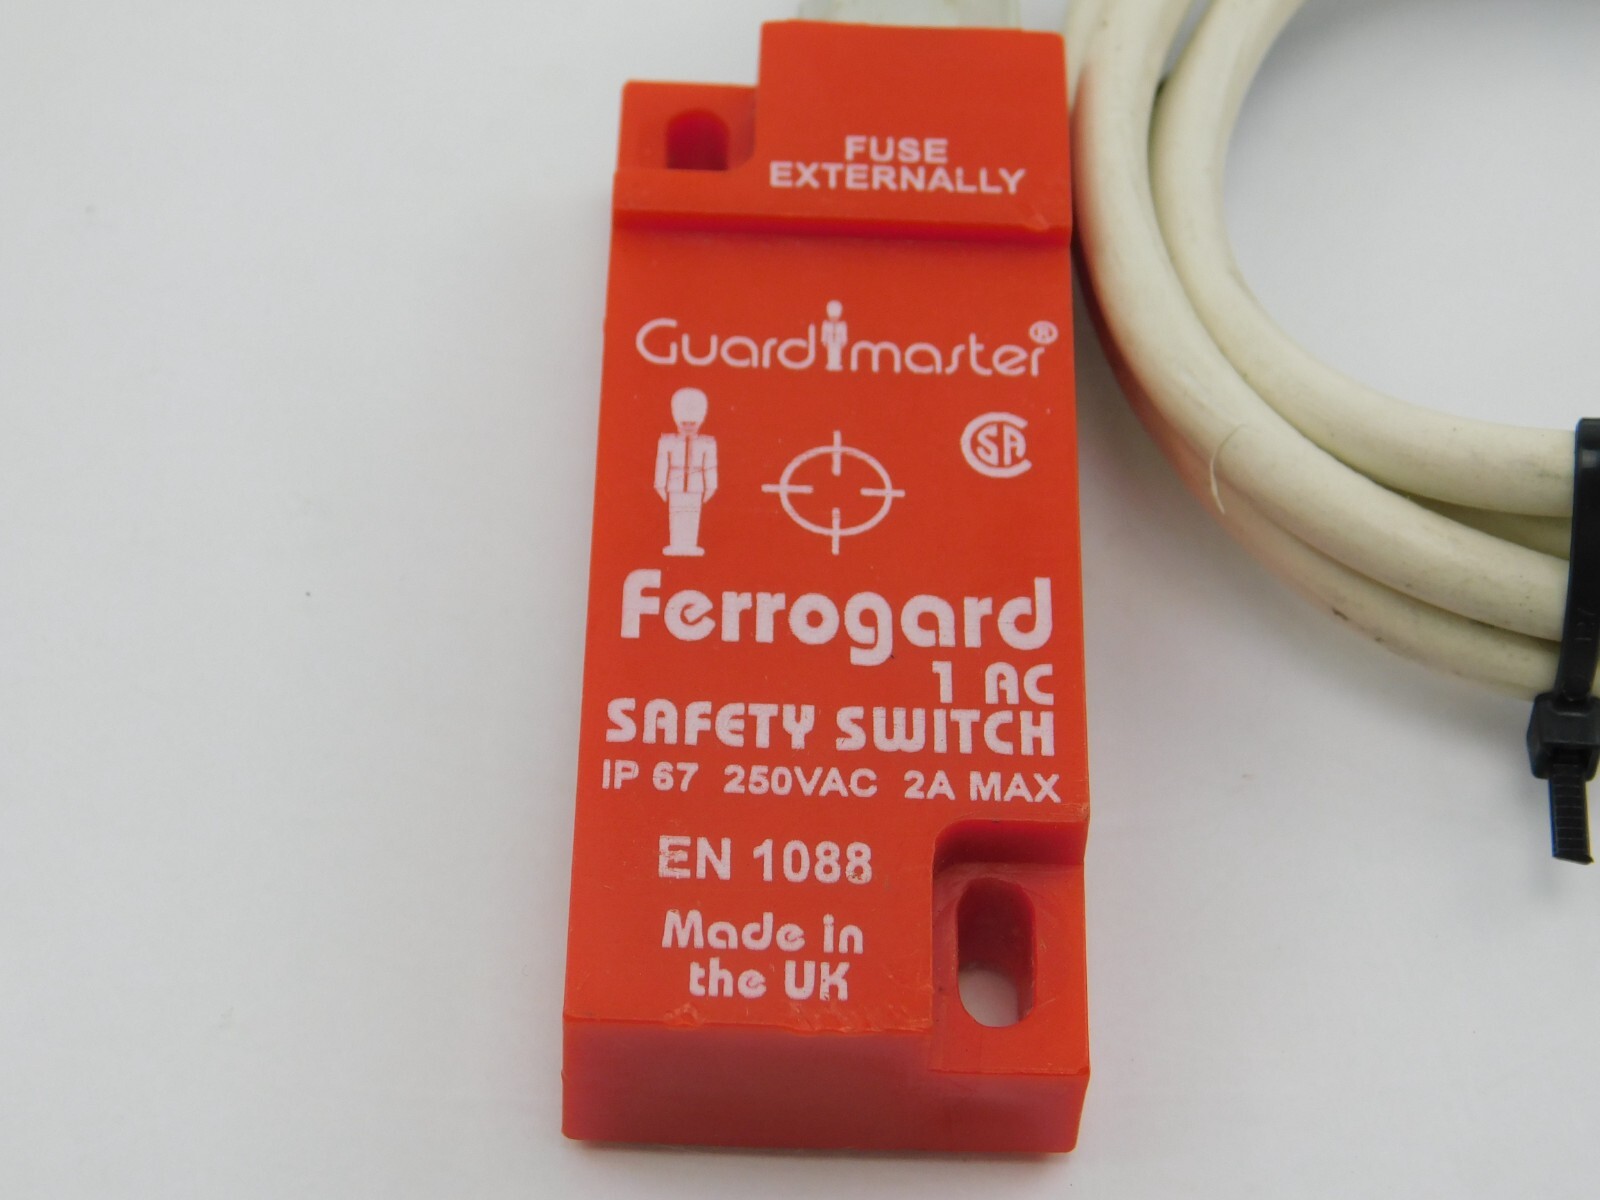 FUSE
EXTERNALLY
Guardmaster®
CSA
Ferrogard
1 AC
SAFETY SWITCH
IP 67 250VAC 2A MAX
EN 1088
Made in
the UK